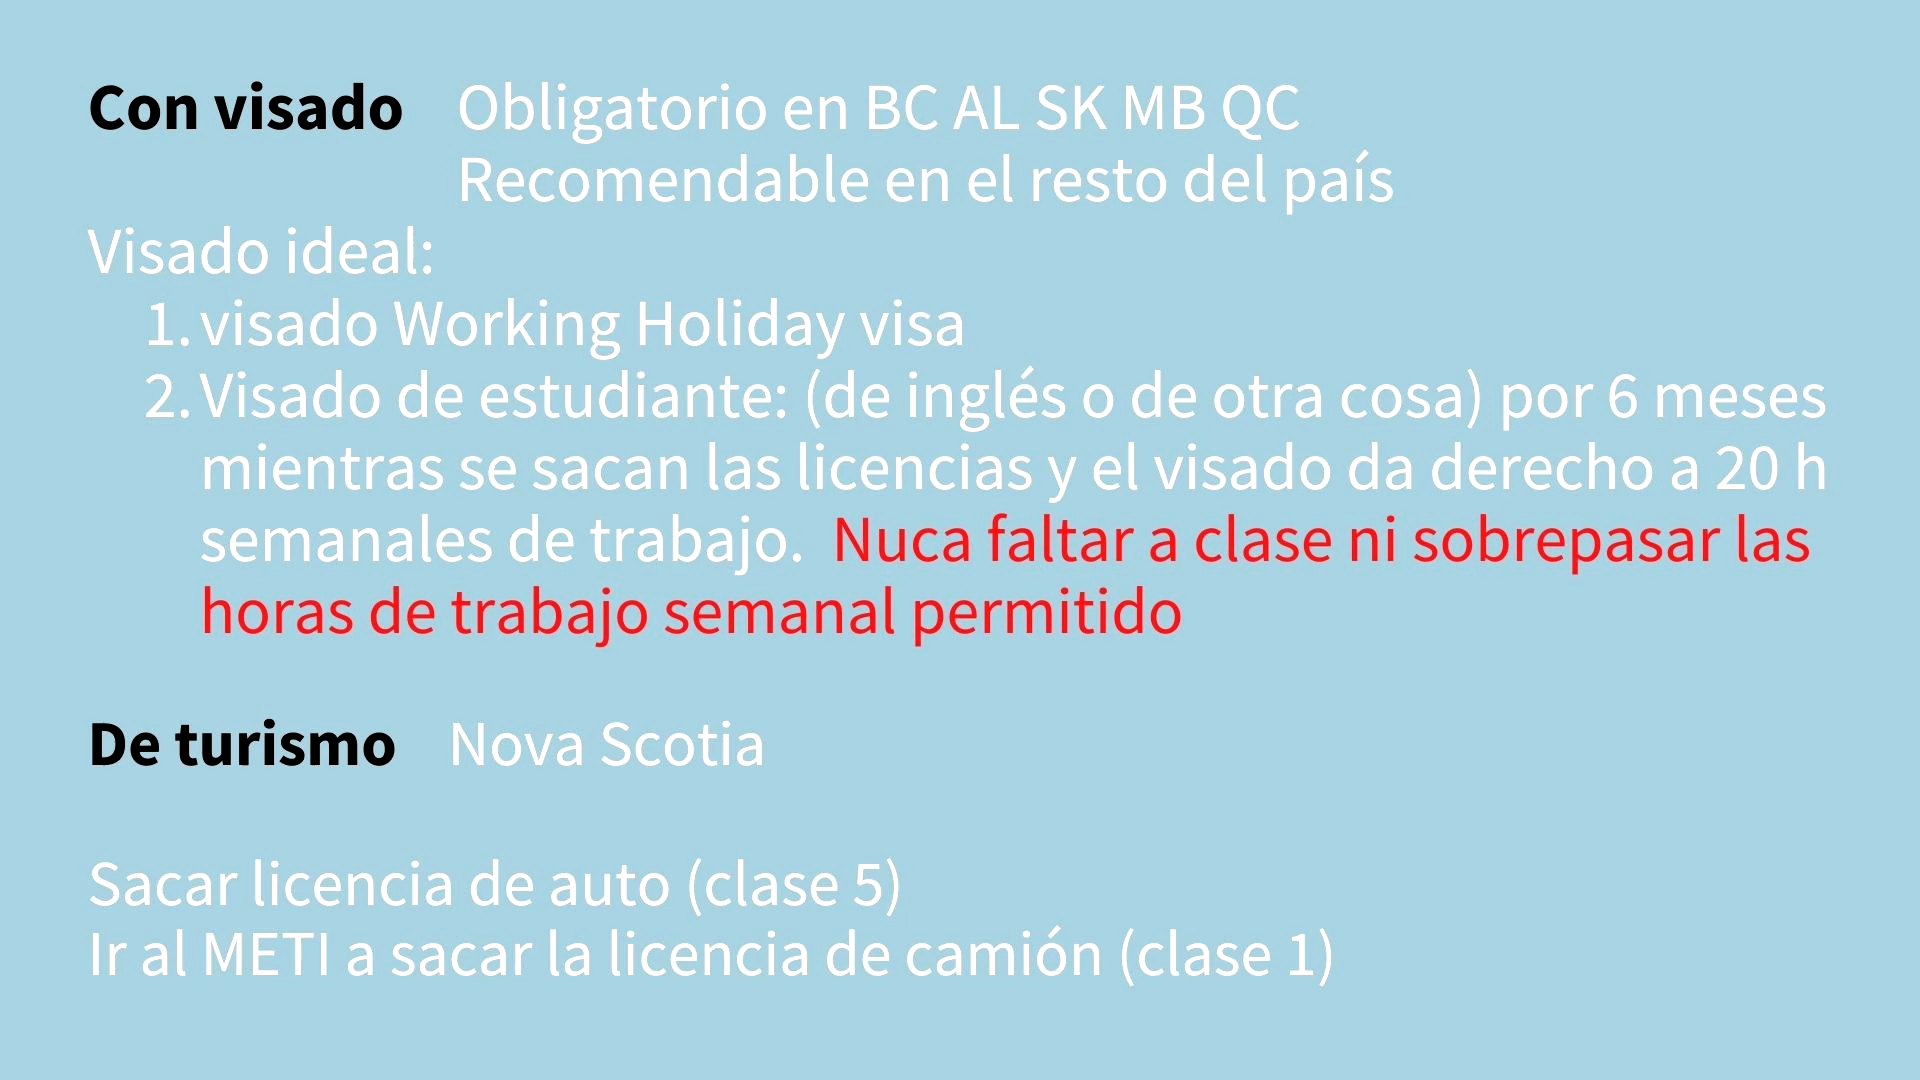 Con visado Obligatorio en BC AL SK MB QC
Recomendable en el resto del país
Visado ideal:
1. visado Working Holiday visa
2. Visado de estudiante: (de inglés o de otra cosa) por 6 meses
mientras se sacan las licencias y el visado da derecho a 20 h
semanales de trabajo. Nuca faltar a clase ni sobrepasar las
horas de trabajo semanal permitido
De turismo Nova Scotia
Sacar licencia de auto (clase 5)
Ir al METI a sacar la licencia de camión (clase 1)